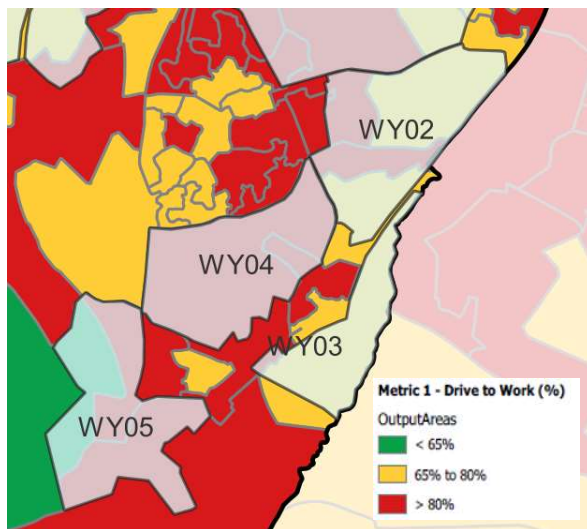 WY02
WY04
WY03
WY05
Metric 1 - Drive to Work (%)
OutputAreas
< 65%
65% to 80%
> 80%